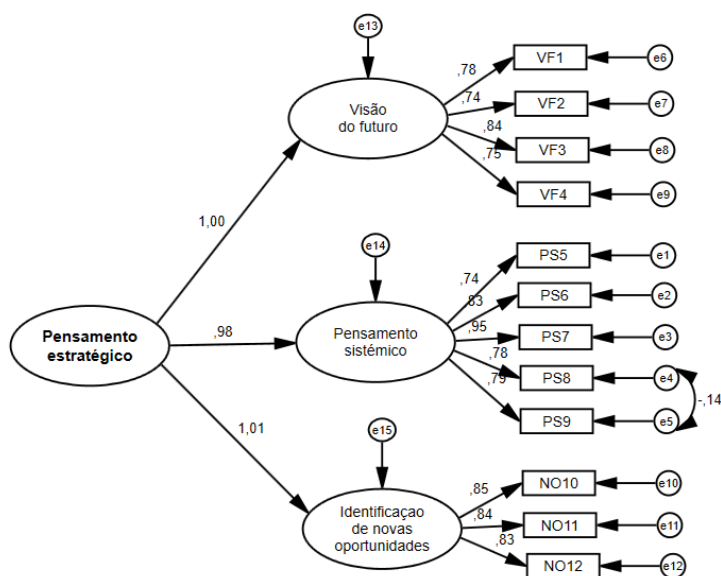 e13
Visão
do futuro
,78
VF1
e6
,74
VF2
e7
,84
VF3
e8
,75
VF4
e9
1,00
e14
Pensamento
sistémico
,74
PS5
e1
,83
PS6
e2
,95
PS7
e3
,78
PS8
e4
,79
PS9
e5
-,14
Pensamento
estratégico
,98
1,01
e15
Identificaçao
de novas
oportunidades
,85
NO10
e10
,84
NO11
e11
,83
NO12
e12